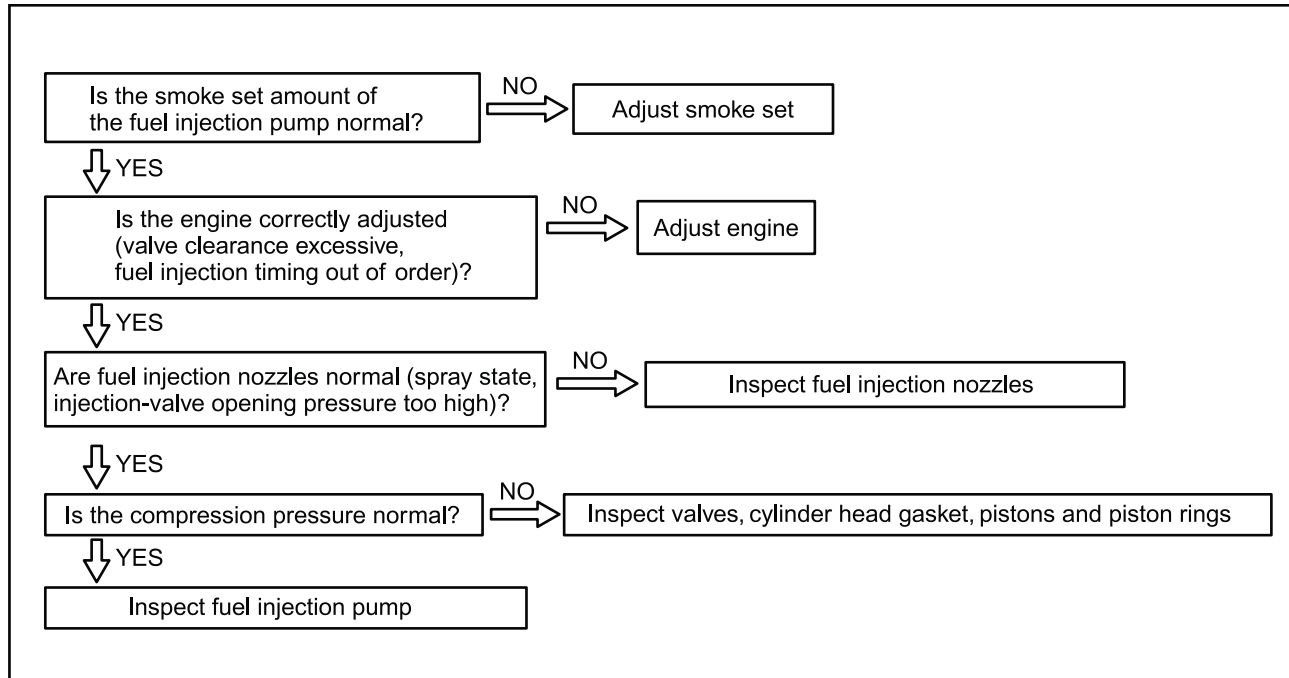 Is the smoke set amount of
the fuel injection pump normal?
NO
Adjust smoke set
YES
Is the engine correctly adjusted
(valve clearance excessive,
fuel injection timing out of order)?
NO
Adjust engine
YES
Are fuel injection nozzles normal (spray state,
injection-valve opening pressure too high)?
NO
Inspect fuel injection nozzles
YES
Is the compression pressure normal?
NO
Inspect valves, cylinder head gasket, pistons and piston rings
YES
Inspect fuel injection pump